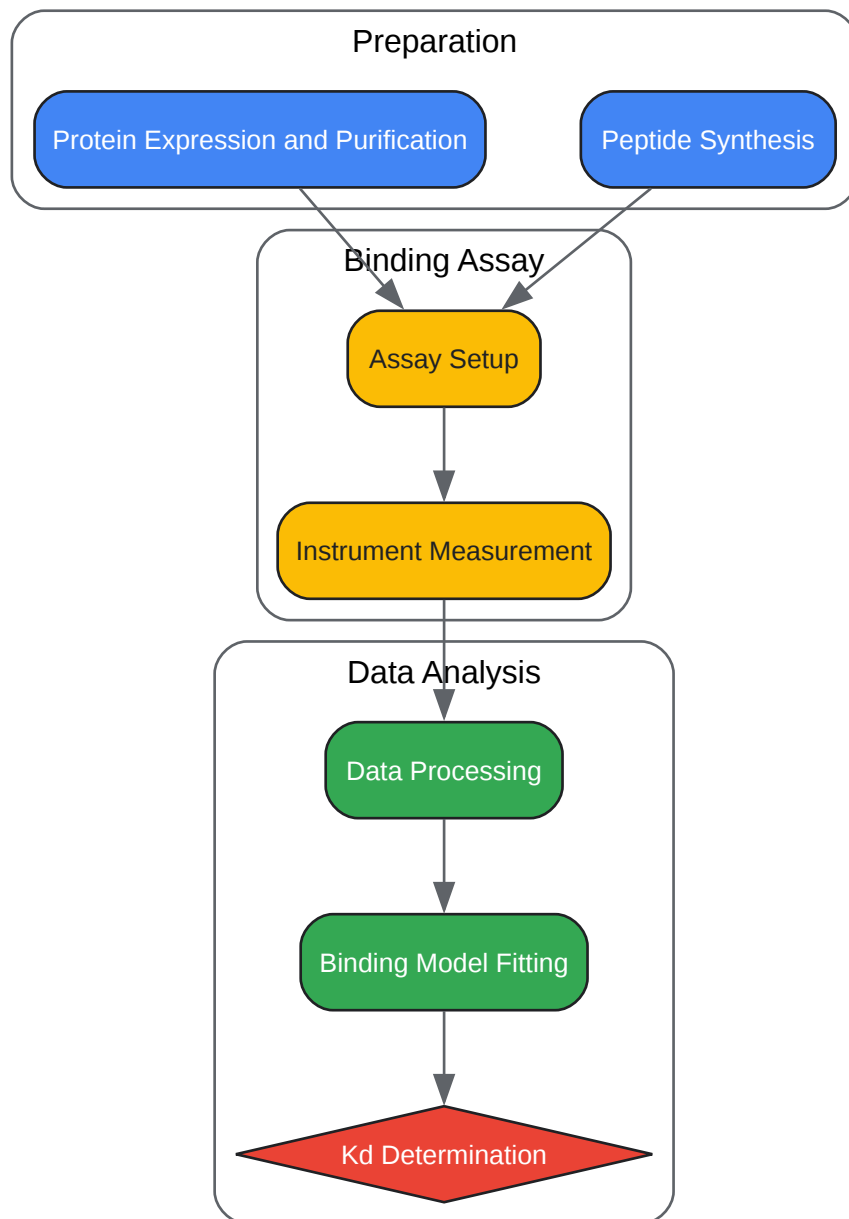 Preparation
Protein Expression and Purification
Peptide Synthesis
Binding Assay
Assay Setup
Instrument Measurement
Data Analysis
Data Processing
Binding Model Fitting
Kd Determination